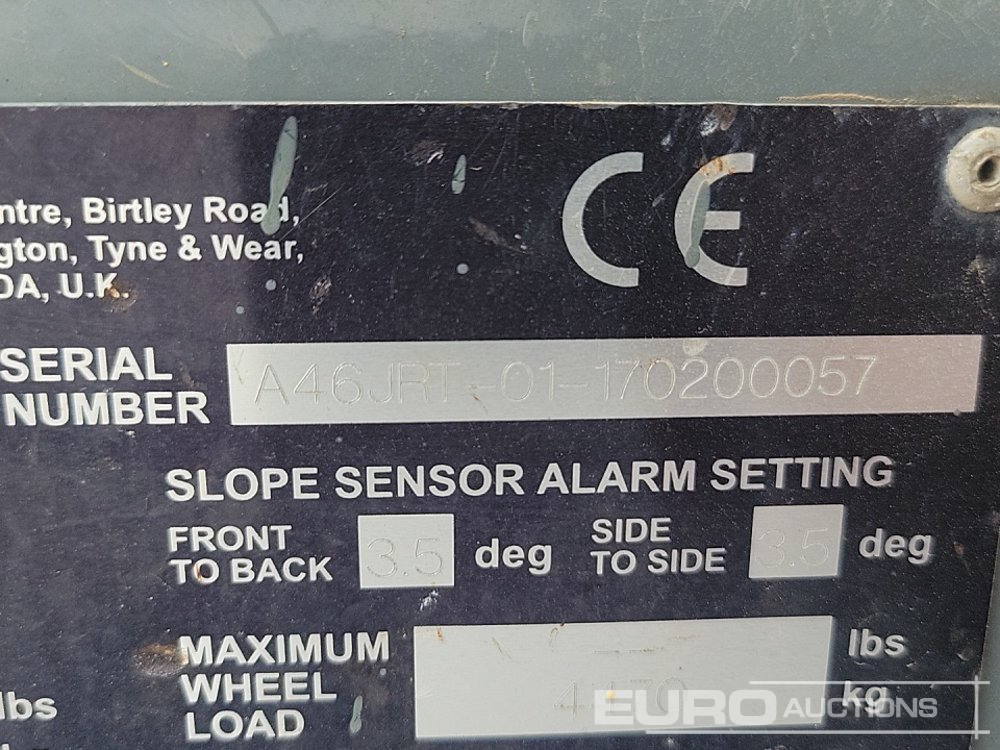 ntre, Birtley Road,
gton, Tyne & Wear,
DA, U.K.
CE
SERIAL NUMBER A46JRT-01-170200057
SLOPE SENSOR ALARM SETTING
FRONT TO BACK 3.5 deg SIDE TO SIDE 3.5 deg
MAXIMUM WHEEL LOAD
lbs
kg
lbs
EURO AUCTIONS